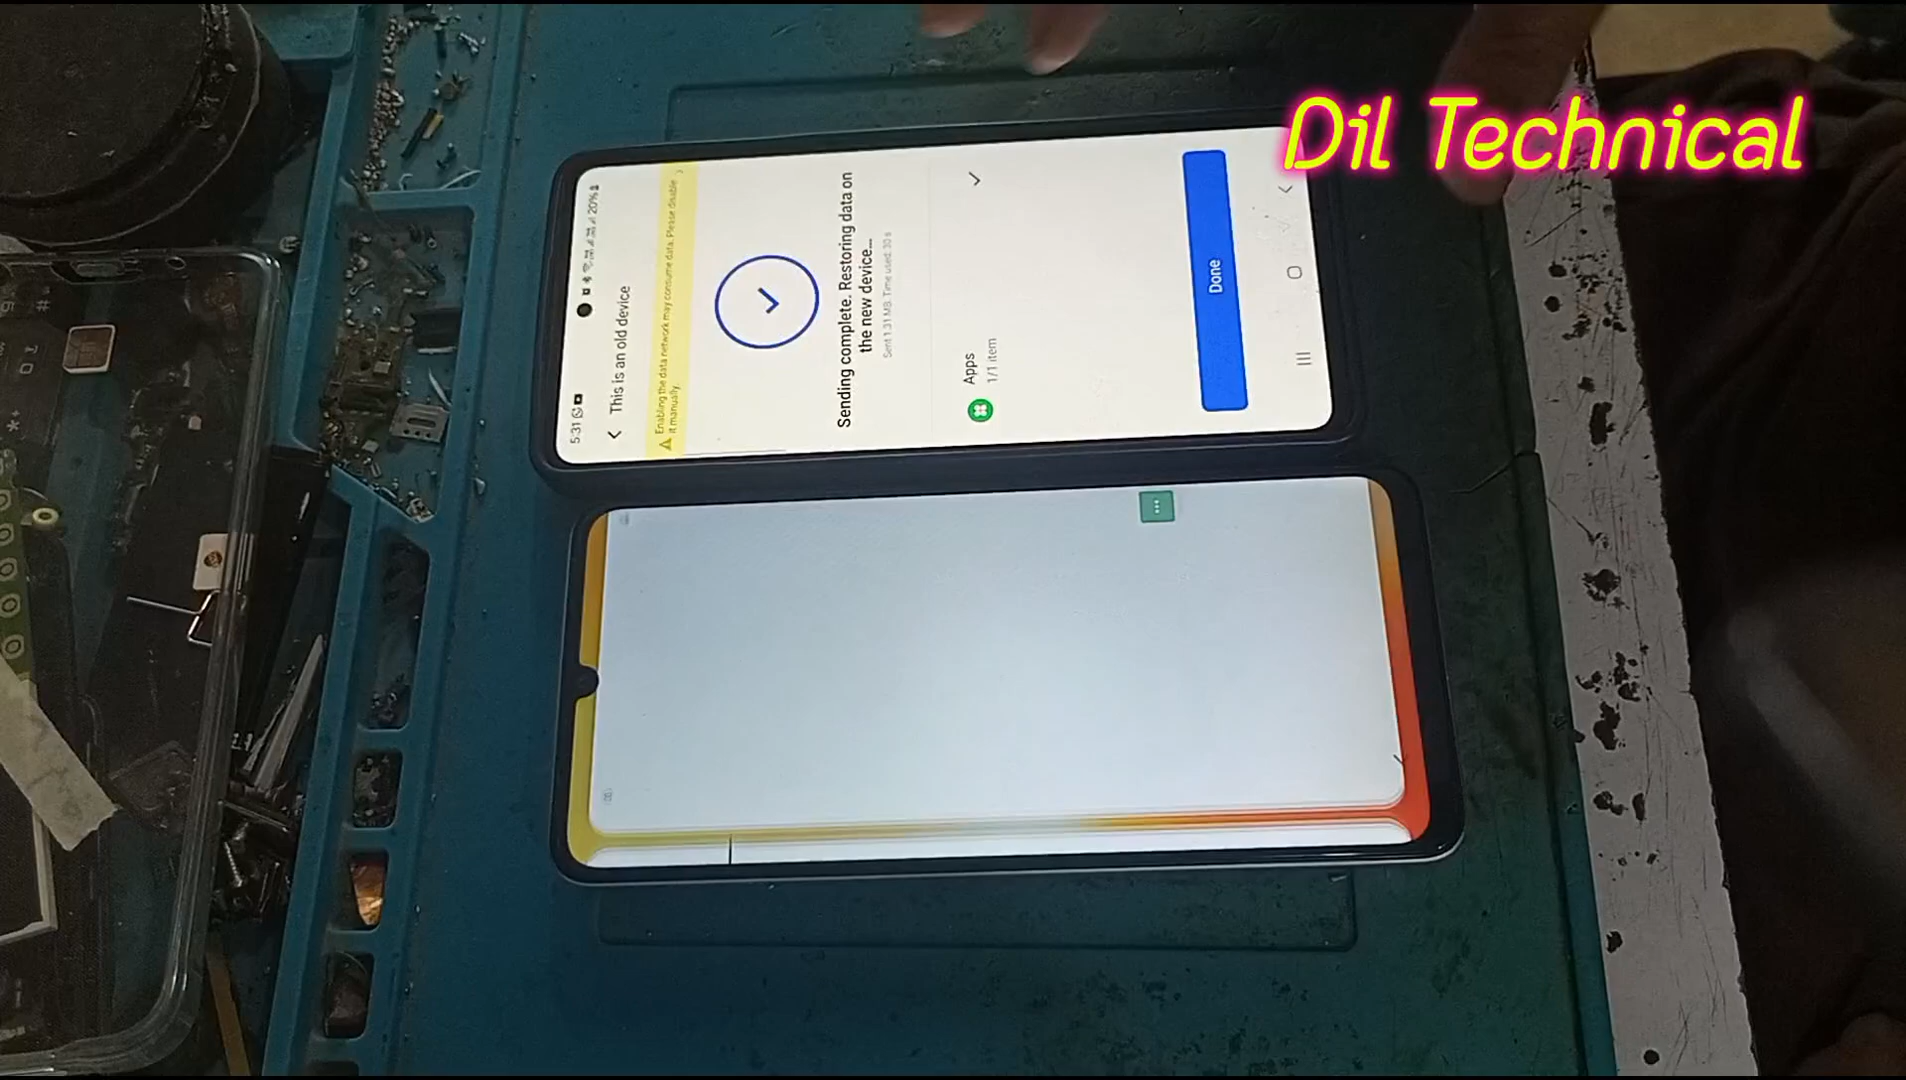 Dil Technical
5:31
20%
This is an old device
Enabling the data network may consume data. Please disable
it manually.
Sending complete. Restoring data on
the new device...
Sent 1.31 MB. Time used: 30 s
Apps
1/1 item
Done